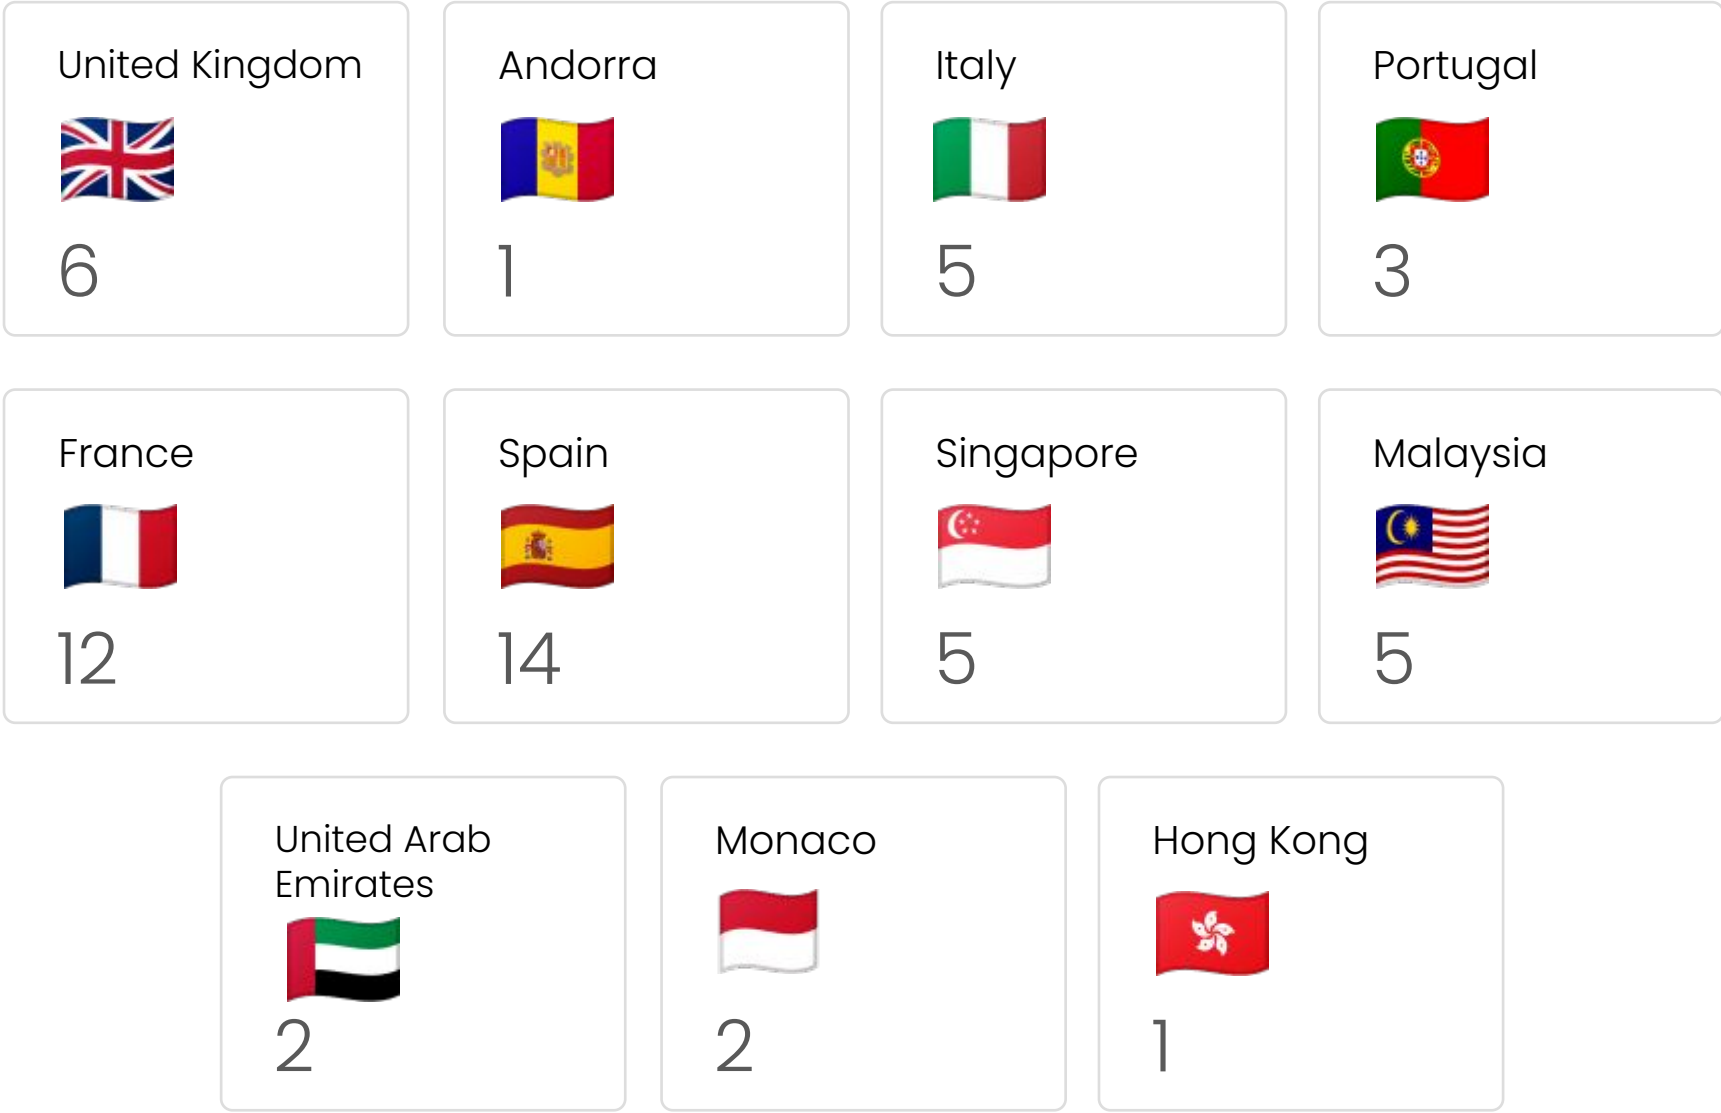 United Kingdom
6
Andorra
1
Italy
5
Portugal
3
France
12
Spain
14
Singapore
5
Malaysia
5
United Arab
Emirates
2
Monaco
2
Hong Kong
1